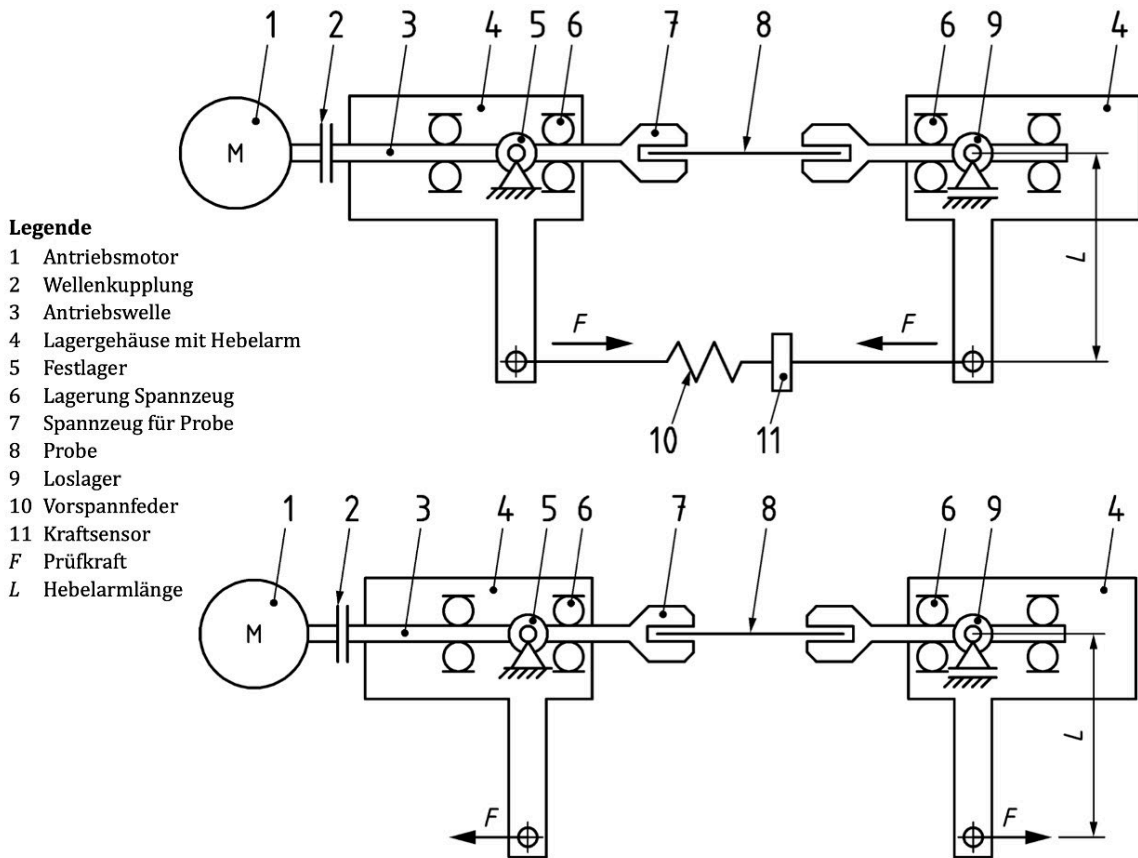 1 2 3 4 5 6 7 8 6 9 4
M
L
F F
10 11
Legende
1 Antriebsmotor
2 Wellenkupplung
3 Antriebswelle
4 Lagergehäuse mit Hebelarm
5 Festlager
6 Lagerung Spannzeug
7 Spannzeug für Probe
8 Probe
9 Loslager
10 Vorspannfeder
11 Kraftsensor
F Prüfkraft
L Hebelarmlänge
1 2 3 4 5 6 7 8 6 9 4
M
L
F F